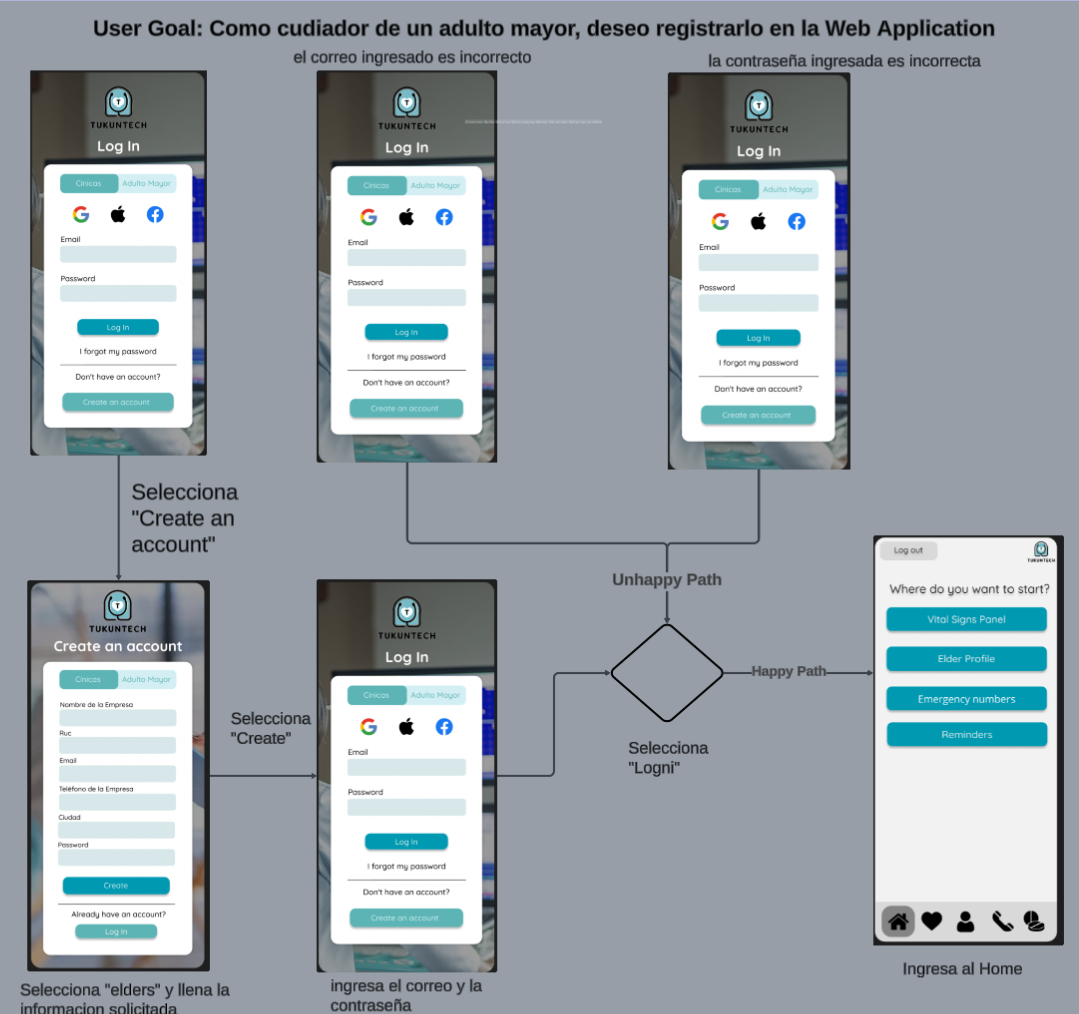 User Goal: Como cudiador de un adulto mayor, deseo registrarlo en la Web Application
el correo ingresado es incorrecto
la contraseña ingresada es incorrecta
TUKUNTECH
Log In
Cinicas
Adulto Mayor
Email
Password
Log In
I forgot my password
Don't have an account?
Create an account
TUKUNTECH
Log In
Cinicas
Adulto Mayor
Email
Password
Log In
I forgot my password
Don't have an account?
Create an account
TUKUNTECH
Log In
Cinicas
Adulto Mayor
Email
Password
Log In
I forgot my password
Don't have an account?
Create an account
Selecciona
"Create an
account"
TUKUNTECH
Create an account
Cinicas
Adulto Mayor
Nombre de la Empresa
Ruc
Email
Teléfono de la Empresa
Ciudad
Password
Create
Already have an account?
Log In
Selecciona "elders" y llena la
informacion solicitada
Selecciona
"Create"
TUKUNTECH
Log In
Cinicas
Adulto Mayor
Email
Password
Log In
I forgot my password
Don't have an account?
Create an account
ingresa el correo y la
contraseña
Unhappy Path
Selecciona
"Logni"
Happy Path
Log out
TUKUNTECH
Where do you want to start?
Vital Signs Panel
Elder Profile
Emergency numbers
Reminders
Ingresa al Home